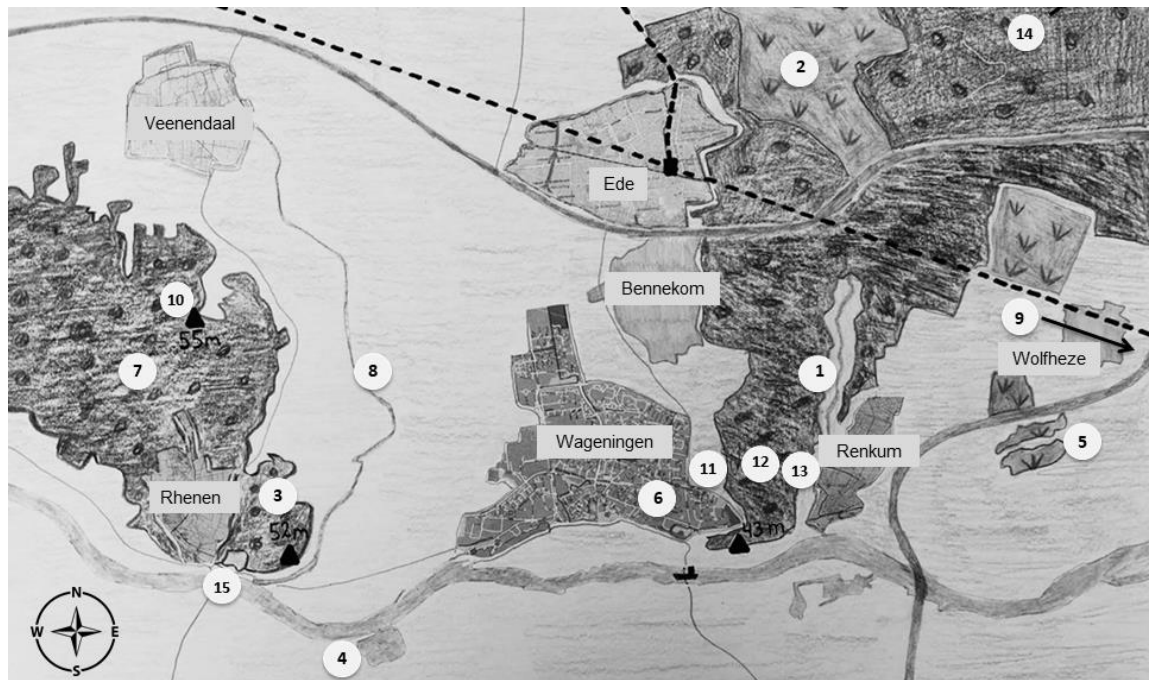 14
2
Veenendaal
Ede
Bennekom
10
55m
9
Wolfheze
7
8
1
Wageningen
Renkum
5
11
12
13
Rhenen
3
6
52m
43m
15
N
W E
S
4